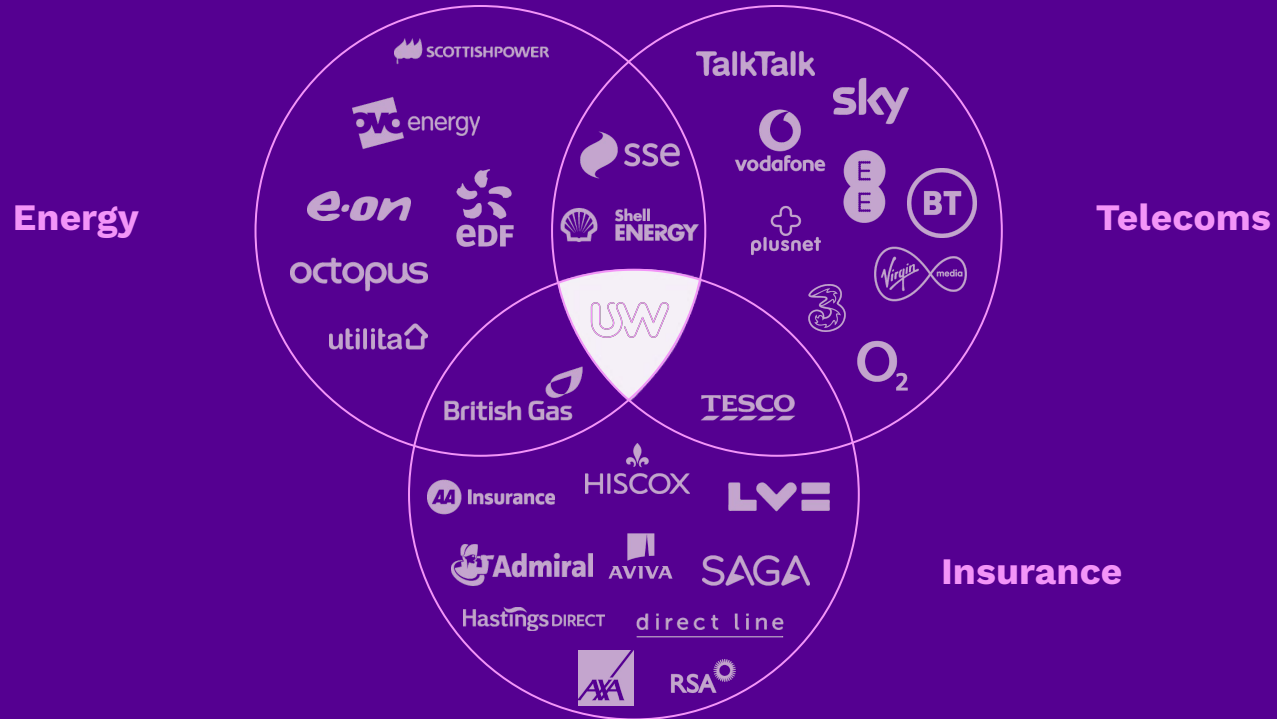 SCOTTISHPOWER
ovo energy
e·on
eDF
octopus
utilita
Energy
sse
Shell
ENERGY
TalkTalk
sky
vodafone
EE
BT
plusnet
Virgin media
3
O2
Telecoms
UW
British Gas
TESCO
HISCOX
AA Insurance
LV=
Admiral
AVIVA
SAGA
Hastings DIRECT
direct line
AXA
RSA
Insurance